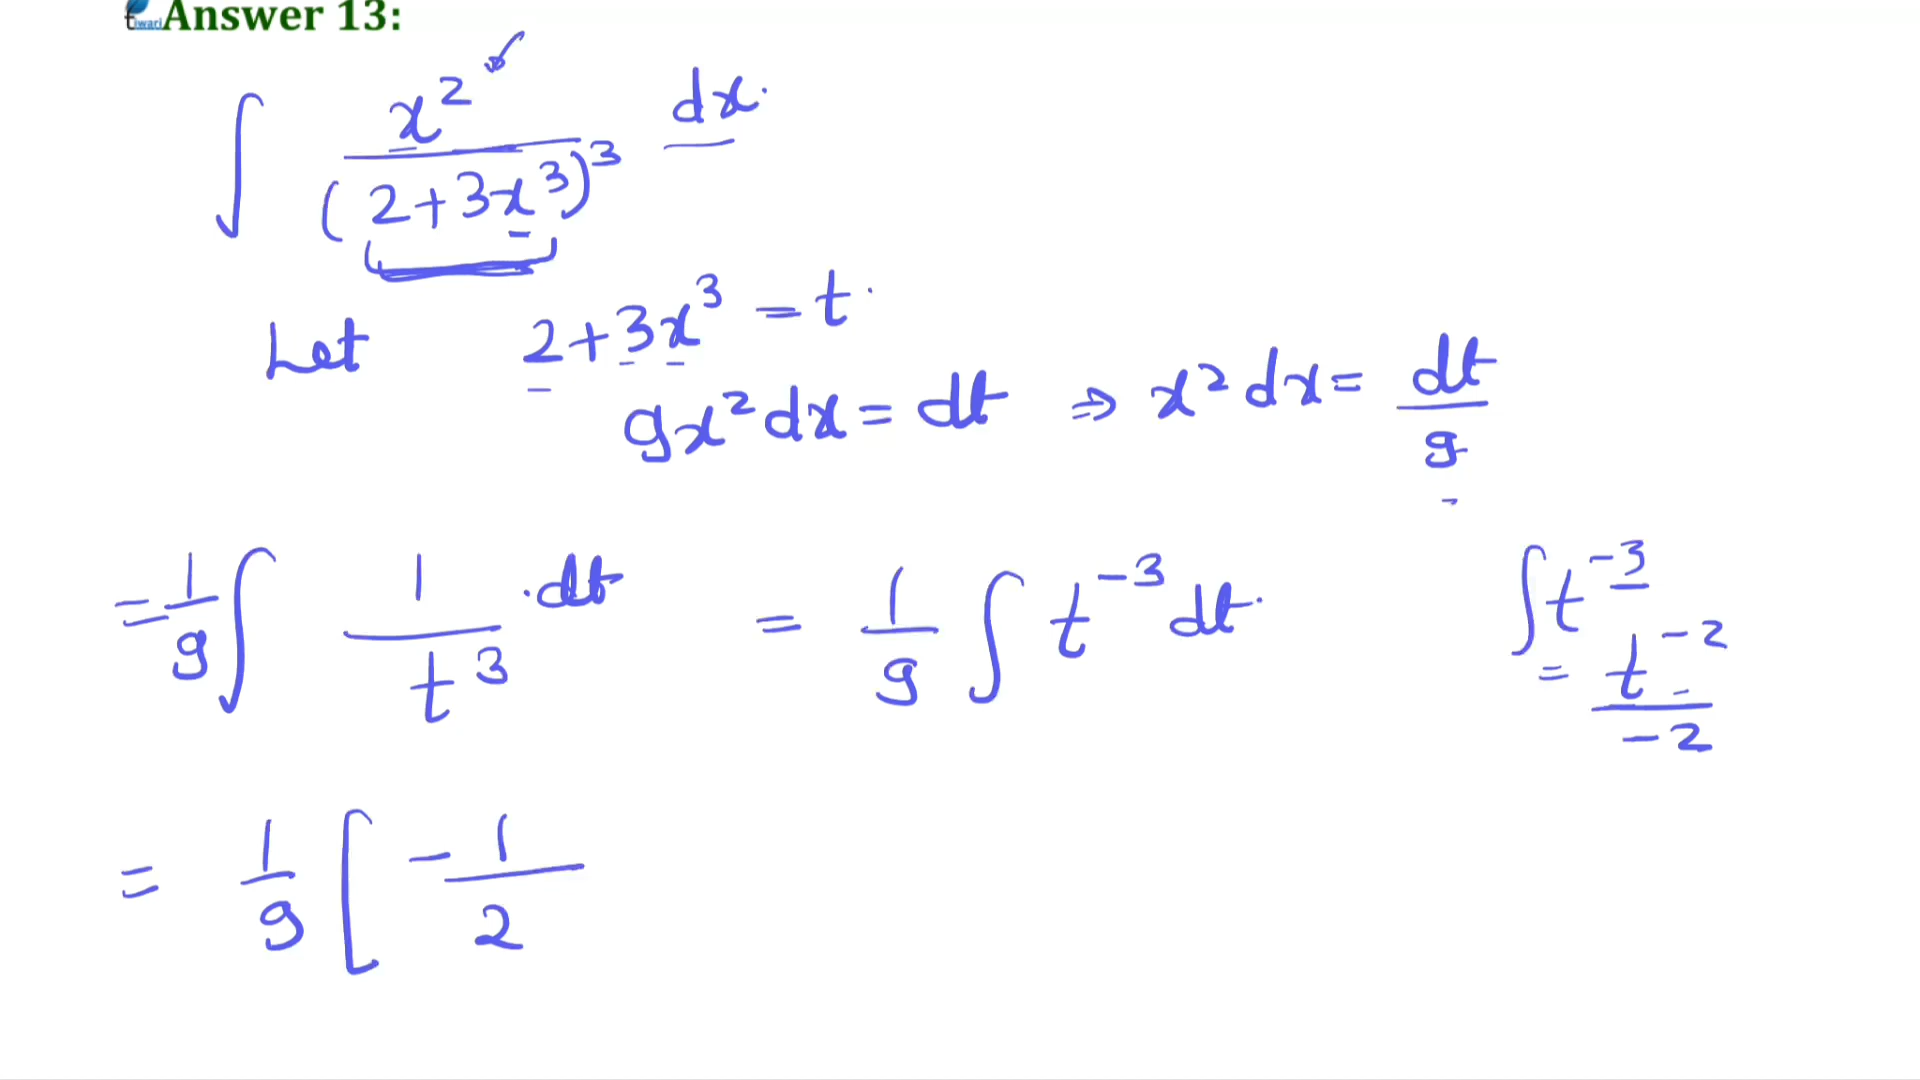 tiwari Answer 13:
∫ x² / (2+3x³)³ dx.
Let 2+3x³ = t.
9x²dx = dt ⇒ x²dx = dt/9
= 1/9 ∫ 1/t³ . dt = 1/9 ∫ t⁻³ dt.
∫ t⁻³
= t⁻² / -2
= 1/9 [ - 1/2